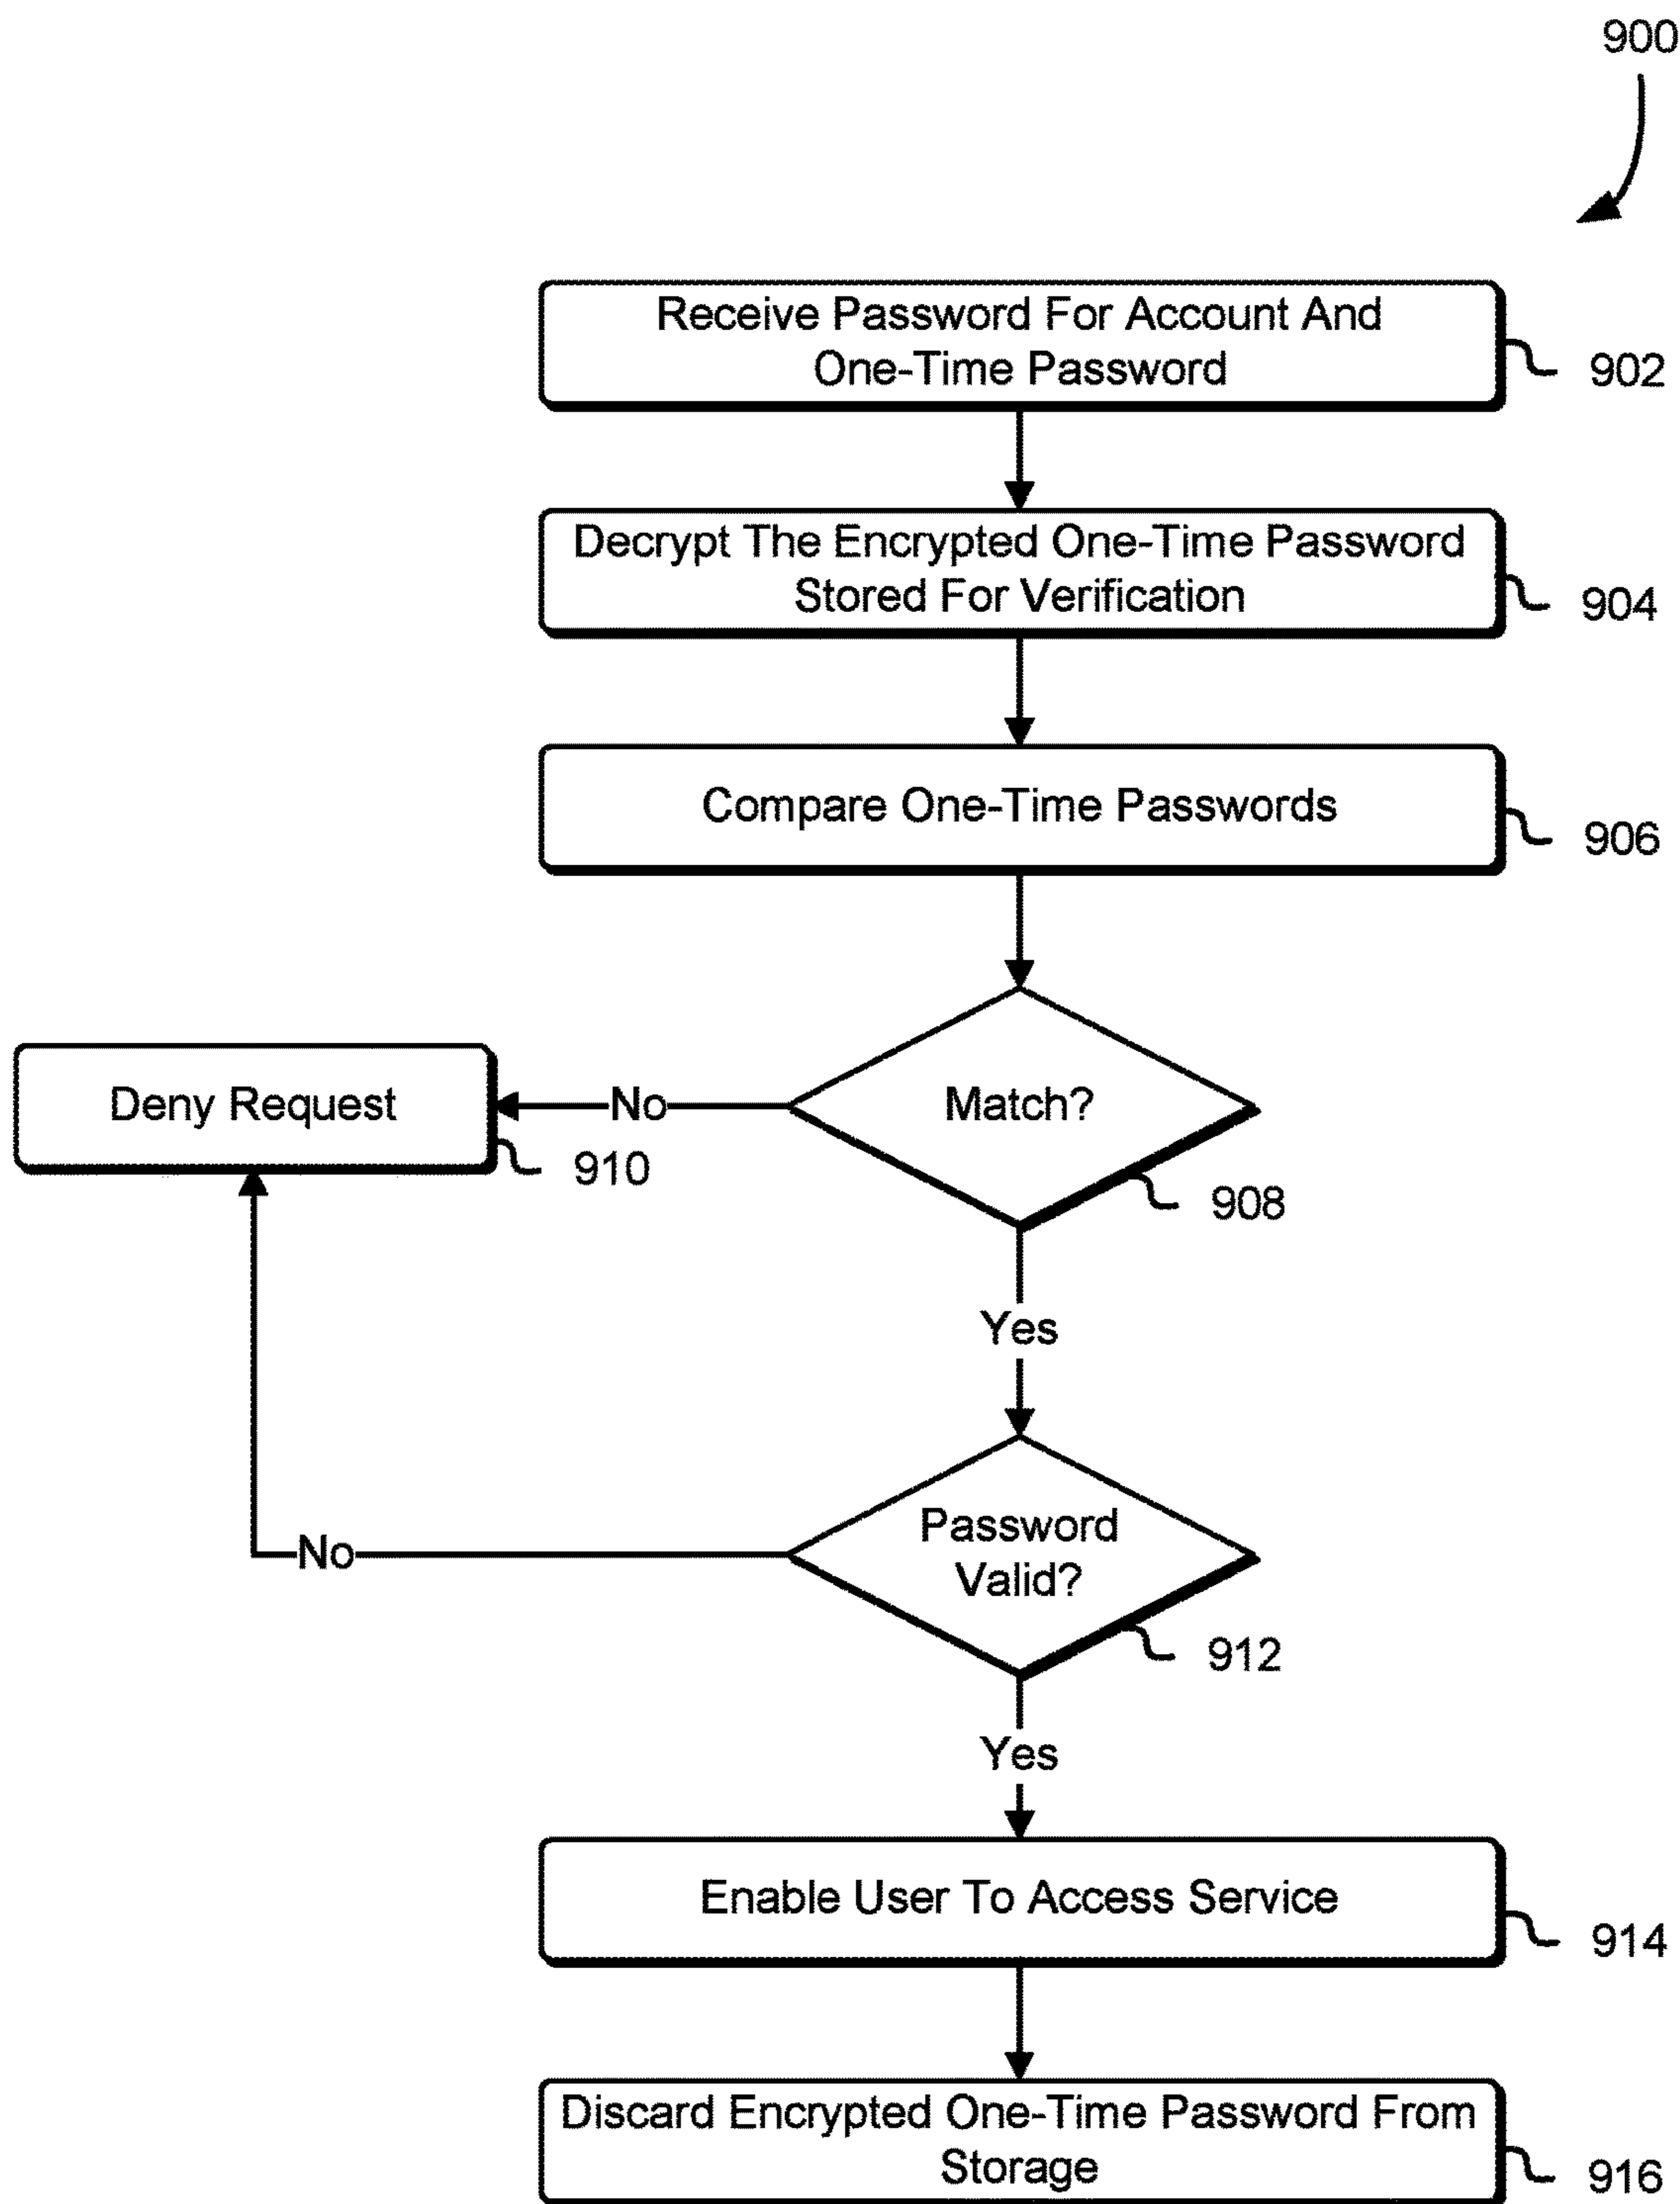 900
Receive Password For Account And
One-Time Password
902
Decrypt The Encrypted One-Time Password
Stored For Verification
904
Compare One-Time Passwords
906
Deny Request
No
Match?
910
908
Yes
Password
Valid?
No
912
Yes
Enable User To Access Service
914
Discard Encrypted One-Time Password From
Storage
916